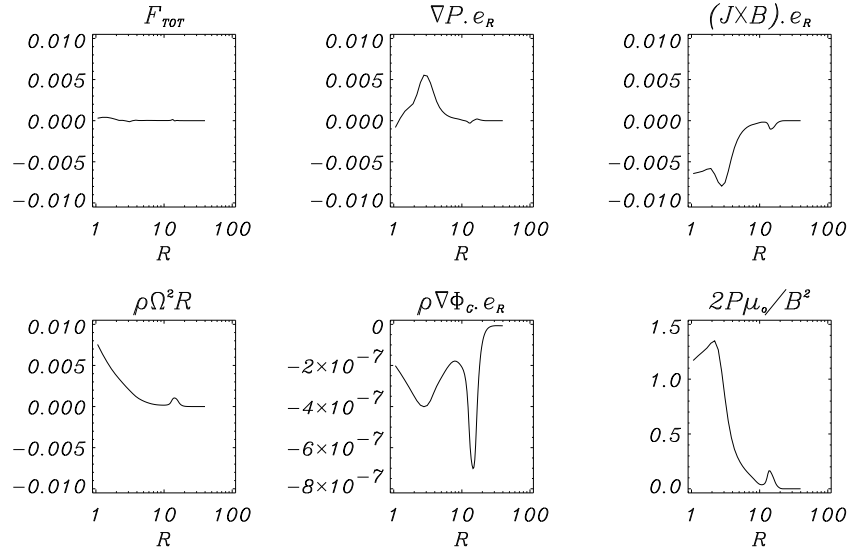 F_TOT
∇P.e_R
(J×B).e_R
0.010
0.005
0.000
−0.005
−0.010
1 10 100
R
0.010
0.005
0.000
−0.005
−0.010
1 10 100
R
0.010
0.005
0.000
−0.005
−0.010
1 10 100
R
ρΩ²R
ρ∇Φ_G.e_R
2Pμ₀/B²
0.010
0.005
0.000
−0.005
−0.010
1 10 100
R
0
−2×10⁻⁷
−4×10⁻⁷
−6×10⁻⁷
−8×10⁻⁷
1 10 100
R
1.5
1.0
0.5
0.0
1 10 100
R